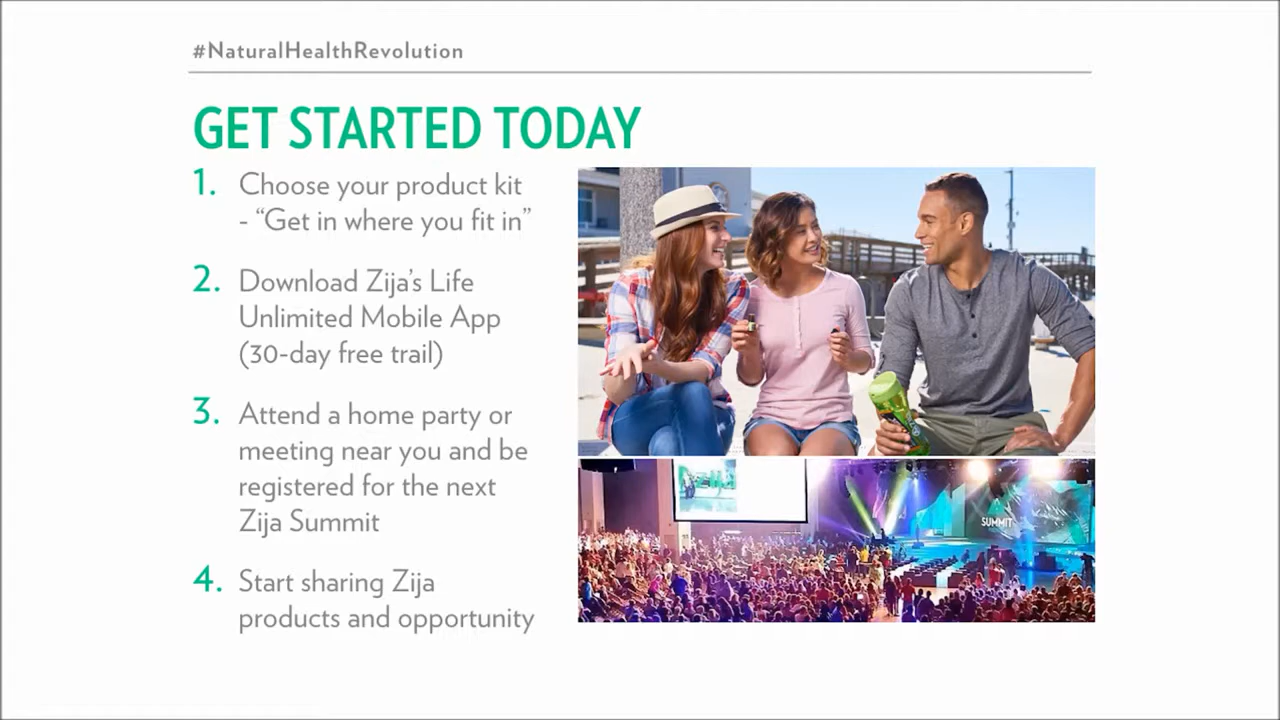 #NaturalHealthRevolution
GET STARTED TODAY
1. Choose your product kit
- “Get in where you fit in”
2. Download Zija’s Life
Unlimited Mobile App
(30-day free trail)
3. Attend a home party or
meeting near you and be
registered for the next
Zija Summit
4. Start sharing Zija
products and opportunity
SUMMIT